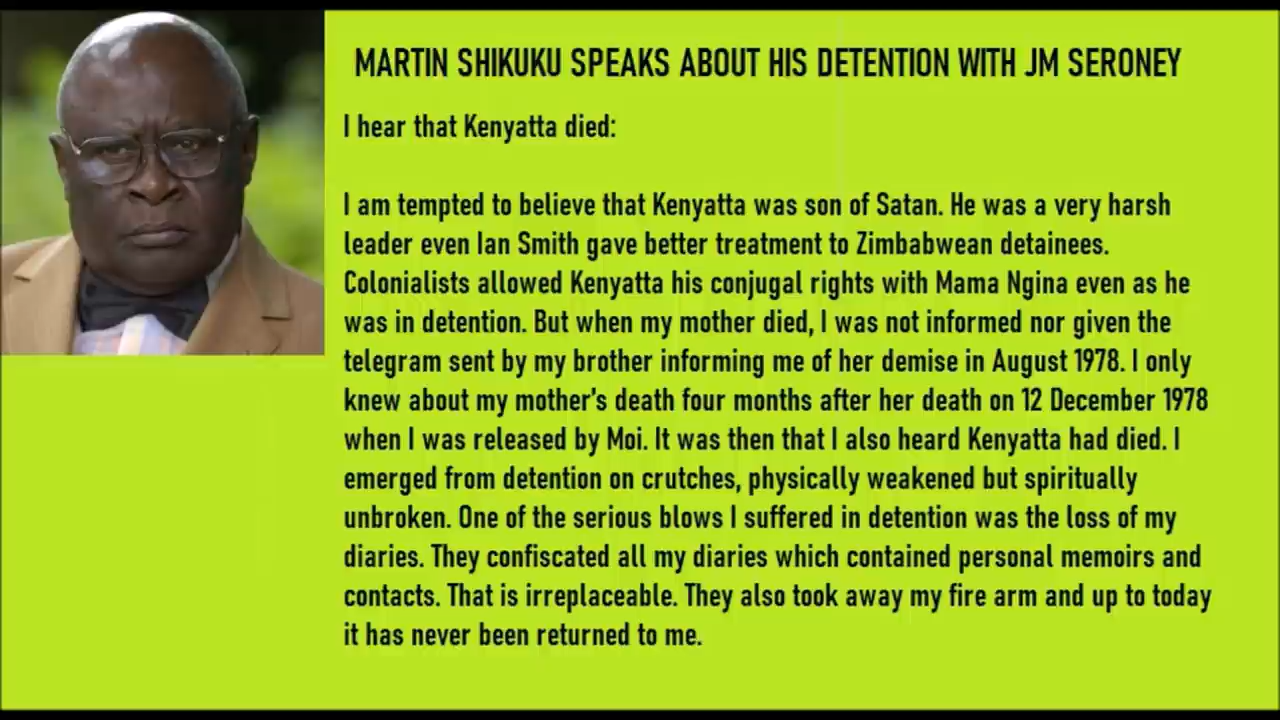 MARTIN SHIKUKU SPEAKS ABOUT HIS DETENTION WITH JM SERONEY
I hear that Kenyatta died:
I am tempted to believe that Kenyatta was son of Satan. He was a very harsh
leader even Ian Smith gave better treatment to Zimbabwean detainees.
Colonialists allowed Kenyatta his conjugal rights with Mama Ngina even as he
was in detention. But when my mother died, I was not informed nor given the
telegram sent by my brother informing me of her demise in August 1978. I only
knew about my mother's death four months after her death on 12 December 1978
when I was released by Moi. It was then that I also heard Kenyatta had died. I
emerged from detention on crutches, physically weakened but spiritually
unbroken. One of the serious blows I suffered in detention was the loss of my
diaries. They confiscated all my diaries which contained personal memoirs and
contacts. That is irreplaceable. They also took away my fire arm and up to today
it has never been returned to me.